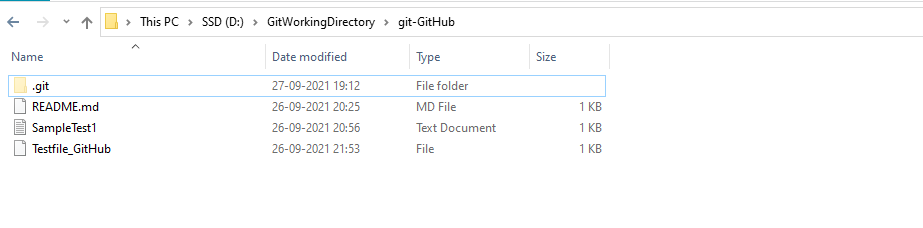 This PC > SSD (D:) > GitWorkingDirectory > git-GitHub
Name Date modified Type Size
.git 27-09-2021 19:12 File folder
README.md 26-09-2021 20:25 MD File 1 KB
SampleTest1 26-09-2021 20:56 Text Document 1 KB
Testfile_GitHub 26-09-2021 21:53 File 1 KB